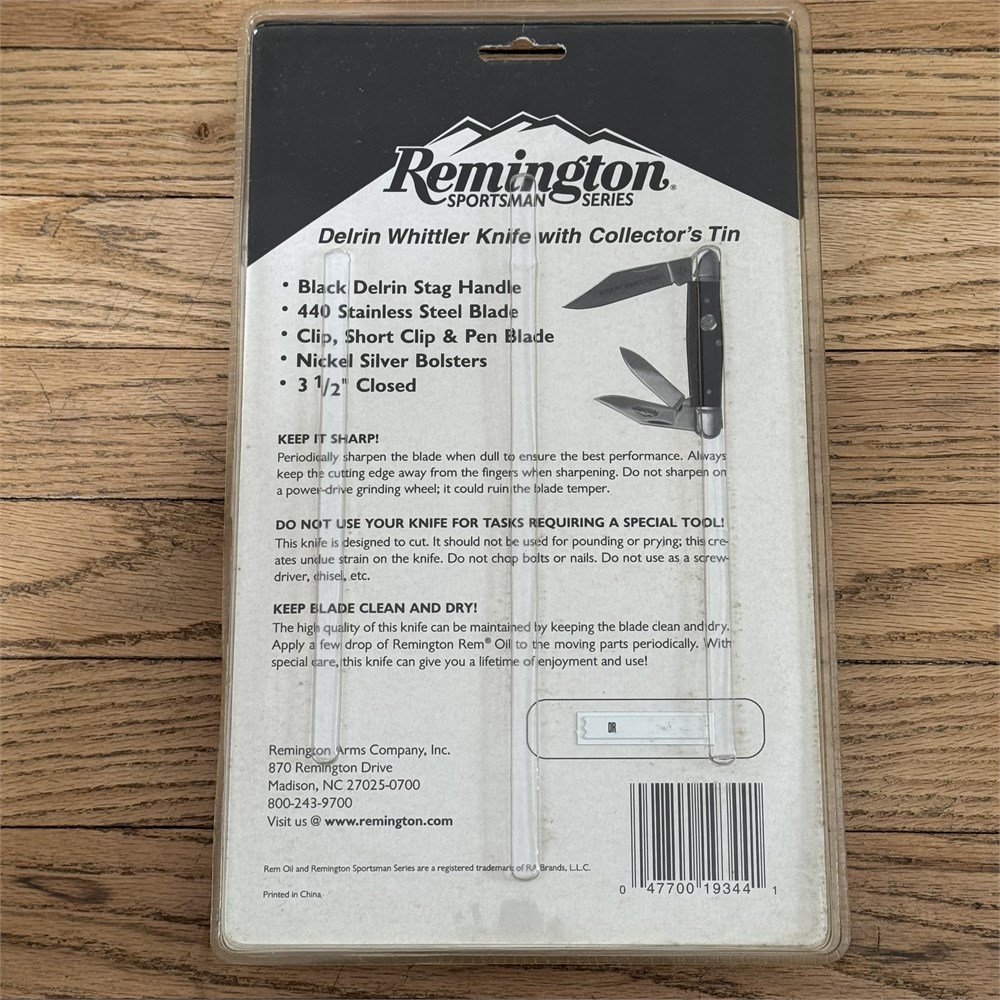 Remington®
SPORTSMAN SERIES
Delrin Whittler Knife with Collector's Tin
• Black Delrin Stag Handle
• 440 Stainless Steel Blade
• Clip, Short Clip & Pen Blade
• Nickel Silver Bolsters
• 3 1/2" Closed
KEEP IT SHARP!
Periodically sharpen the blade when dull to ensure the best performance. Always
keep the cutting edge away from the fingers when sharpening. Do not sharpen on
a power-drive grinding wheel; it could ruin the blade temper.
DO NOT USE YOUR KNIFE FOR TASKS REQUIRING A SPECIAL TOOL!
This knife is designed to cut. It should not be used for pounding or prying; this cre-
ates undue strain on the knife. Do not chop bolts or nails. Do not use as a screw-
driver, chisel, etc.
KEEP BLADE CLEAN AND DRY!
The high quality of this knife can be maintained by keeping the blade clean and dry.
Apply a few drop of Remington Rem® Oil to the moving parts periodically. With
special care, this knife can give you a lifetime of enjoyment and use!
DR
Remington Arms Company, Inc.
870 Remington Drive
Madison, NC 27025-0700
800-243-9700
Visit us @ www.remington.com
Rem Oil and Remington Sportsman Series are a registered trademark of RA Brands, L.L.C.
Printed in China
0 47700 19344 1